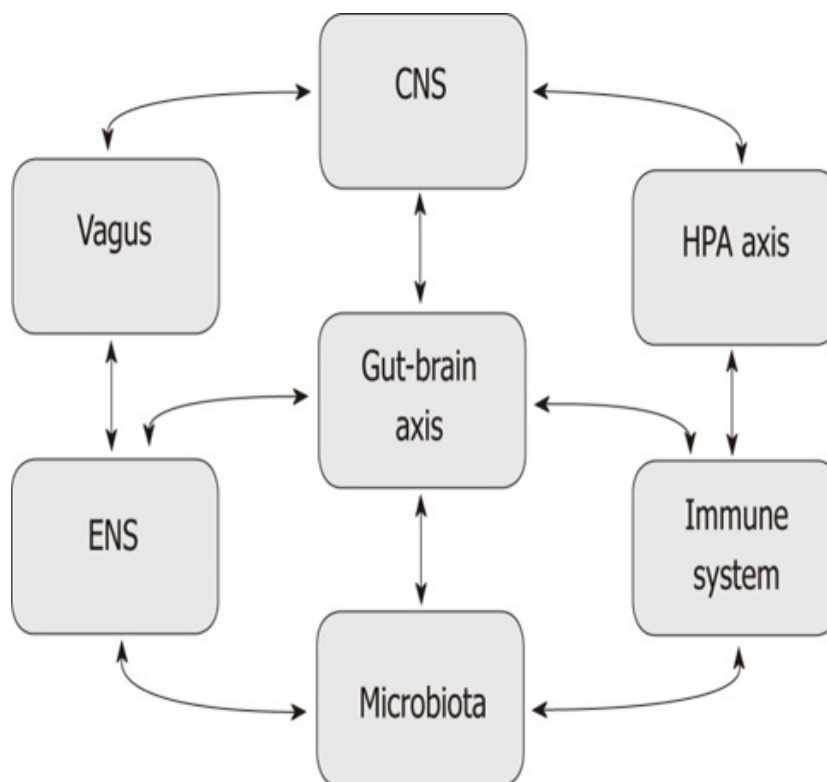 CNS
Vagus
HPA axis
Gut-brain
axis
ENS
Immune
system
Microbiota